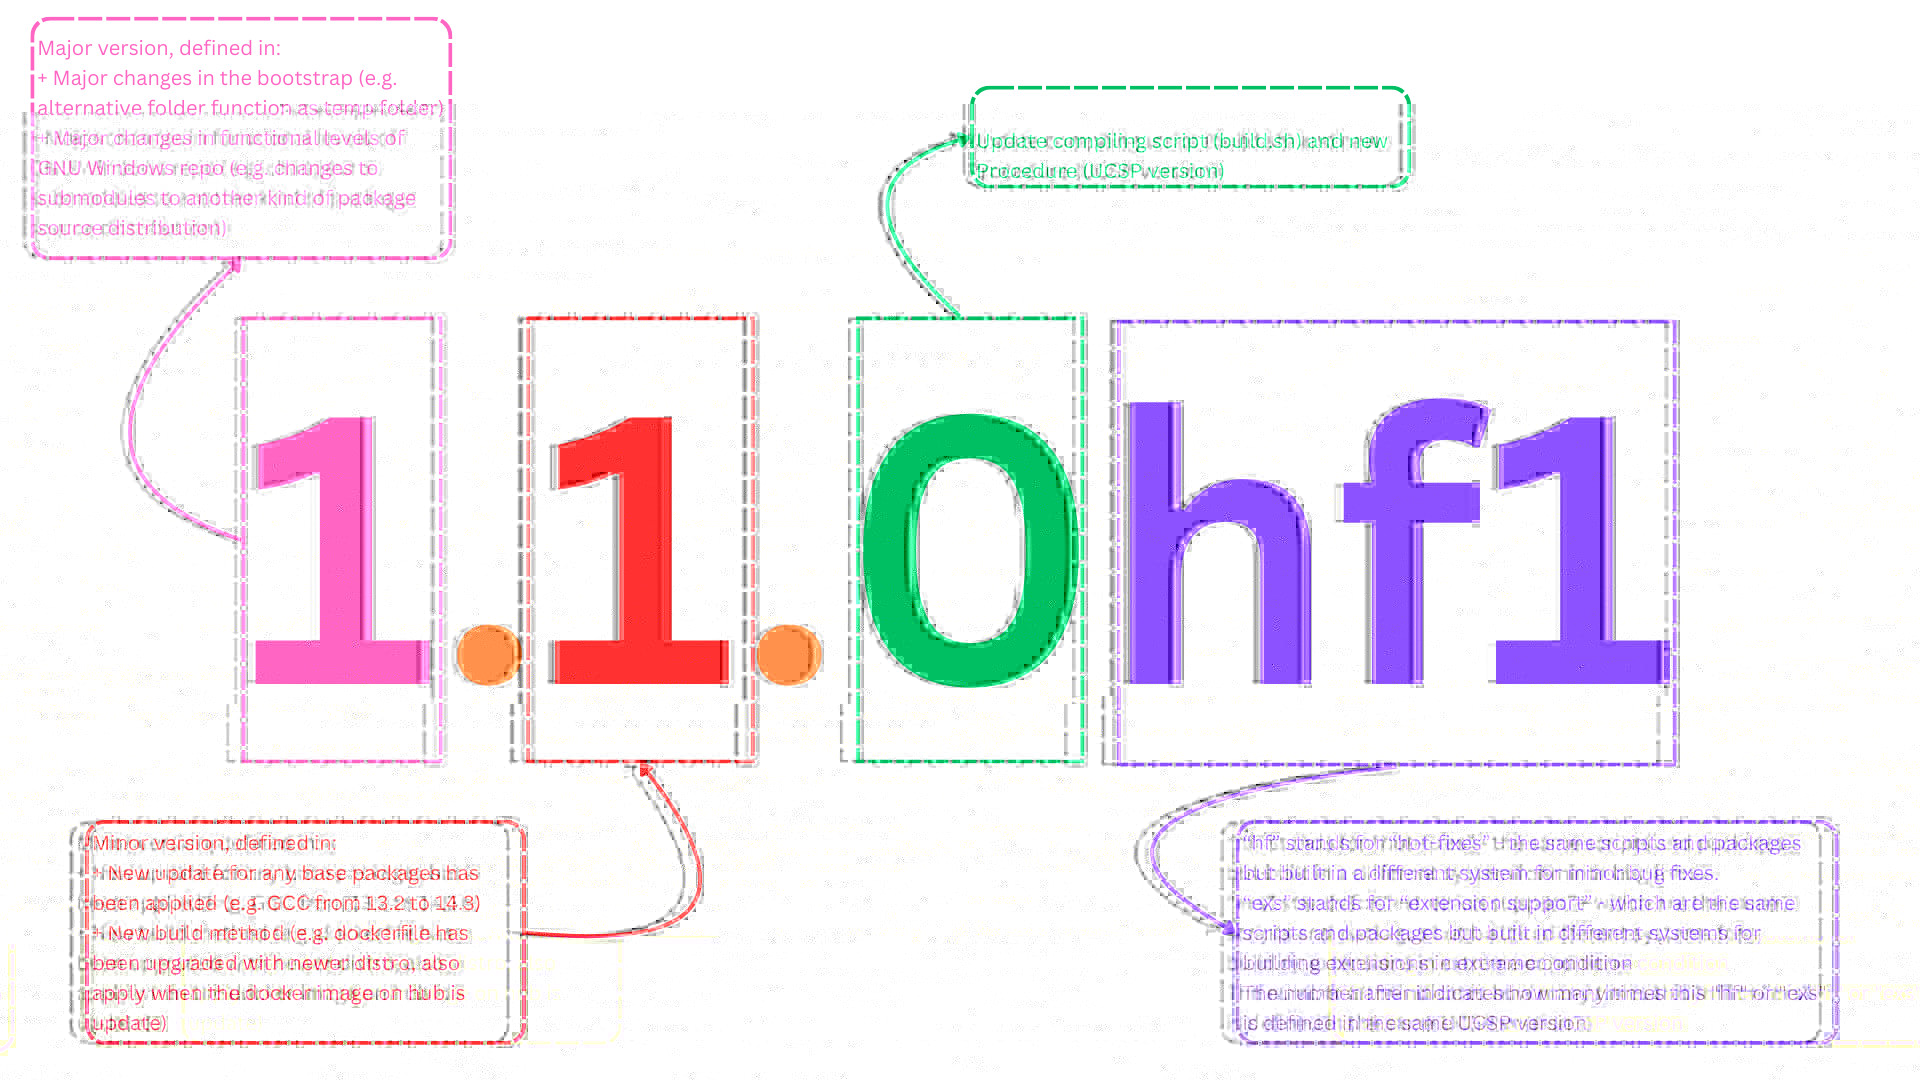 Major version, defined in:
+ Major changes in the bootstrap (e.g.
alternative folder function as temp folder)
+ Major changes in functional levels of
GNU Windows repo (e.g. changes to
submodules to another kind of package
source distribution)
Update compiling script (build.sh) and new
Procedure (UCSP version)
1.1.0hf1
Minor version, defined in:
+ New update for any base packages has
been applied (e.g. GCC from 13.2 to 14.3)
+ New build method (e.g. dockerfile has
been upgraded with newer distro, also
apply when the docker image on hub is
update)
"hf" stands for "hot-fixes" - the same scripts and packages
but built in a different system for minor bug fixes.
"exs" stands for "extension support" - which are the same
scripts and packages but built in different systems for
building extensions in extreme condition
The number after indicates how many times this "hf" or "exs"
is defined in the same UCSP version.